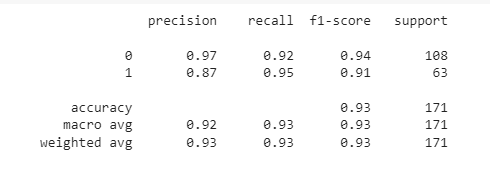 precision recall f1-score support
0 0.97 0.92 0.94 108
1 0.87 0.95 0.91 63
accuracy 0.93 171
macro avg 0.92 0.93 0.93 171
weighted avg 0.93 0.93 0.93 171